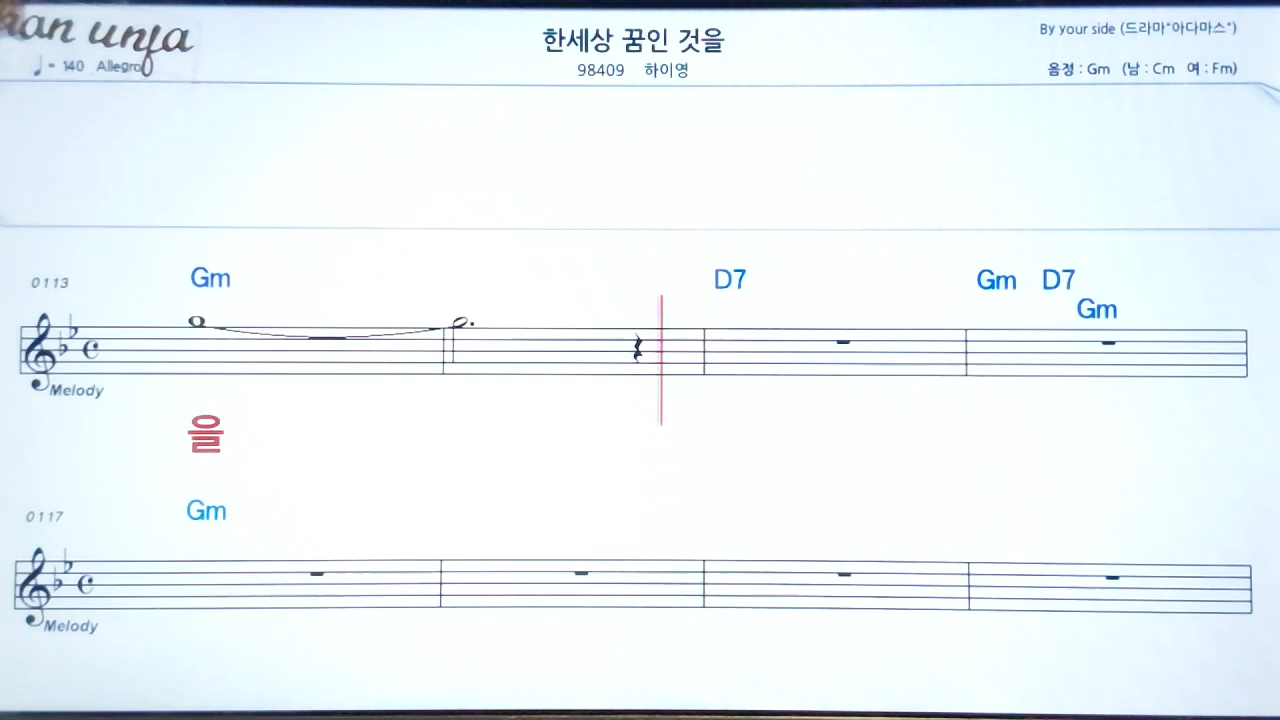 unja
한세상 꿈인 것을
By your side (드라마"아다마스")
♩ = 140 Allegro
98409 하이영
음정 : Gm (남 : Cm 여 : Fm)
0113 Gm D7 Gm D7
Gm
Melody
을
0117 Gm
Melody